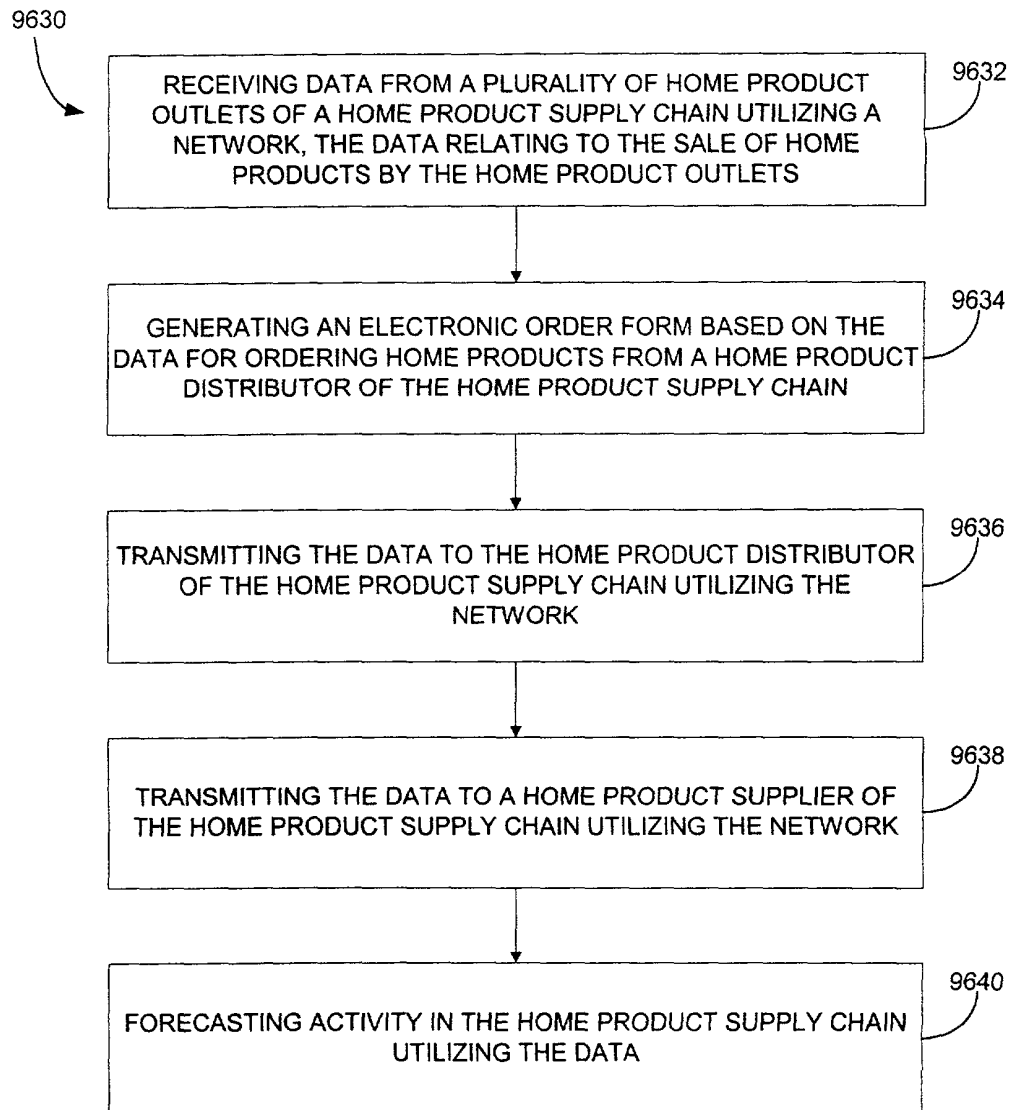 9630
RECEIVING DATA FROM A PLURALITY OF HOME PRODUCT
OUTLETS OF A HOME PRODUCT SUPPLY CHAIN UTILIZING A
NETWORK, THE DATA RELATING TO THE SALE OF HOME
PRODUCTS BY THE HOME PRODUCT OUTLETS
9632
GENERATING AN ELECTRONIC ORDER FORM BASED ON THE
DATA FOR ORDERING HOME PRODUCTS FROM A HOME PRODUCT
DISTRIBUTOR OF THE HOME PRODUCT SUPPLY CHAIN
9634
TRANSMITTING THE DATA TO THE HOME PRODUCT DISTRIBUTOR
OF THE HOME PRODUCT SUPPLY CHAIN UTILIZING THE
NETWORK
9636
TRANSMITTING THE DATA TO A HOME PRODUCT SUPPLIER OF
THE HOME PRODUCT SUPPLY CHAIN UTILIZING THE NETWORK
9638
FORECASTING ACTIVITY IN THE HOME PRODUCT SUPPLY CHAIN
UTILIZING THE DATA
9640